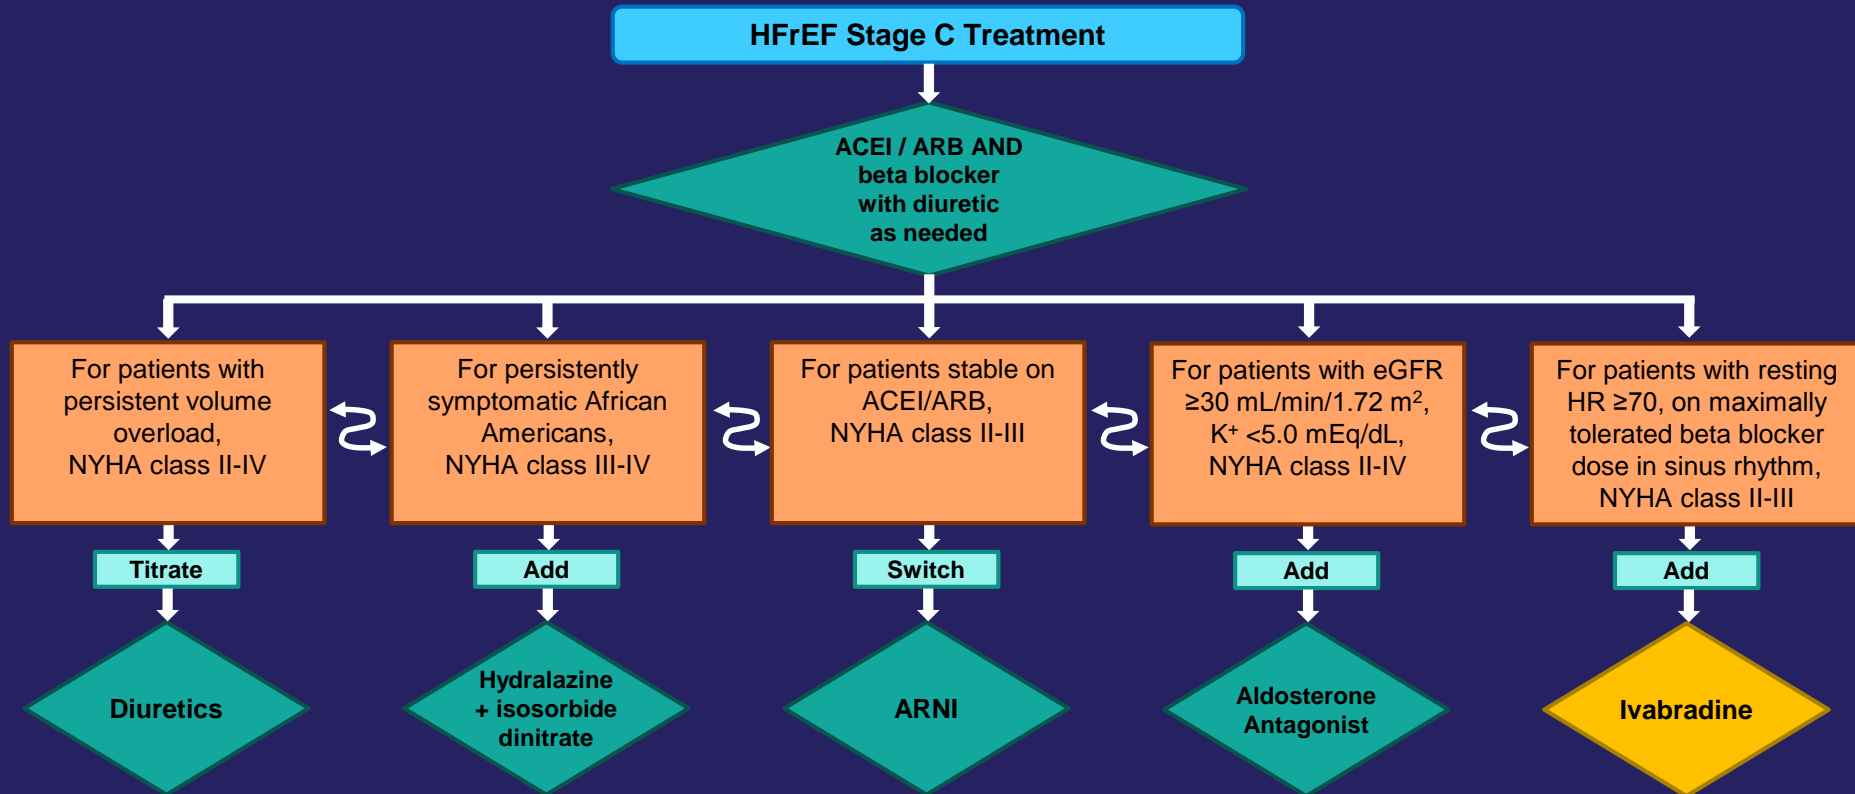 HFrEF Stage C Treatment
ACEI / ARB AND
beta blocker
with diuretic
as needed
For patients with
persistent volume
overload,
NYHA class II-IV
For persistently
symptomatic African
Americans,
NYHA class III-IV
For patients stable on
ACEI/ARB,
NYHA class II-III
For patients with eGFR
≥30 mL/min/1.72 m²,
K⁺ <5.0 mEq/dL,
NYHA class II-IV
For patients with resting
HR ≥70, on maximally
tolerated beta blocker
dose in sinus rhythm,
NYHA class II-III
Titrate
Add
Switch
Add
Add
Diuretics
Hydralazine
+ isosorbide
dinitrate
ARNI
Aldosterone
Antagonist
Ivabradine